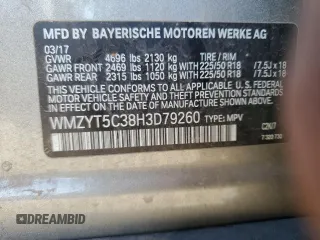 MFD BY BAYERISCHE MOTOREN WERKE AG
03/17
GVWR 4696 lbs 2130 kg TIRE / RIM
GAWR FRONT 2469 lbs 1120 kg WITH 225/50 R18 /7.5J x 18
GAWR REAR 2315 lbs 1050 kg WITH 225/50 R18 /7.5J x 18
THIS VEHICLE CONFORMS TO ALL APPLICABLE U.S. FEDERAL
MOTOR VEHICLE SAFETY STANDARDS IN EFFECT ON
THE DATE OF MANUFACTURE SHOWN ABOVE.
WMZYT5C38H3D79260 TYPE: MPV
DREAMBID